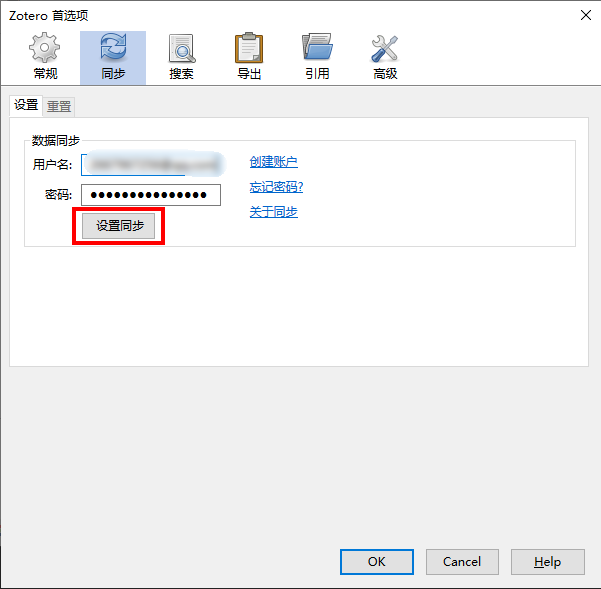 Zotero 首选项
常规 同步 搜索 导出 引用 高级
设置 重置
数据同步
用户名: 创建账户
密码: ●●●●●●●●●●●●●●● 忘记密码?
设置同步 关于同步
OK Cancel Help